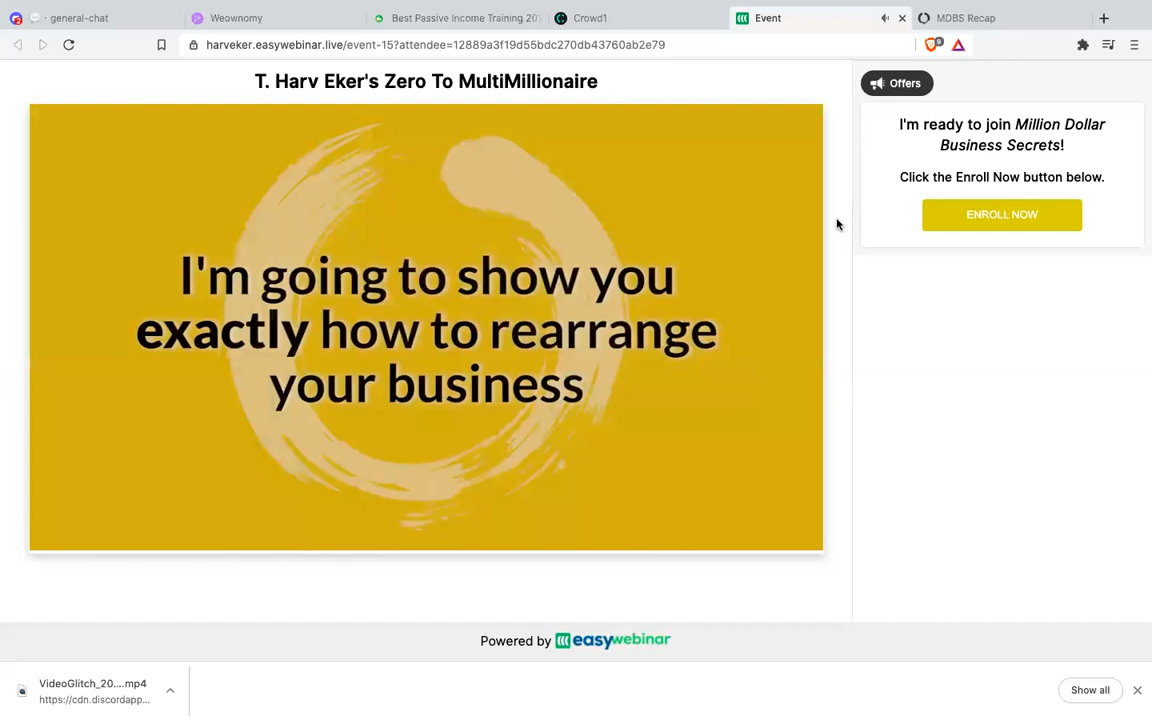 general-chat
Weownomy
Best Passive Income Training 20
Crowd1
Event
MDBS Recap
harveker.easywebinar.live/event-15?attendee=12889a3f19d55bdc270db43760ab2e79
T. Harv Eker's Zero To MultiMillionaire
Offers
I'm ready to join Million Dollar
Business Secrets!
Click the Enroll Now button below.
ENROLL NOW
I'm going to show you
exactly how to rearrange
your business
Powered by easywebinar
VideoGlitch_20....mp4
https://cdn.discordapp...
Show all